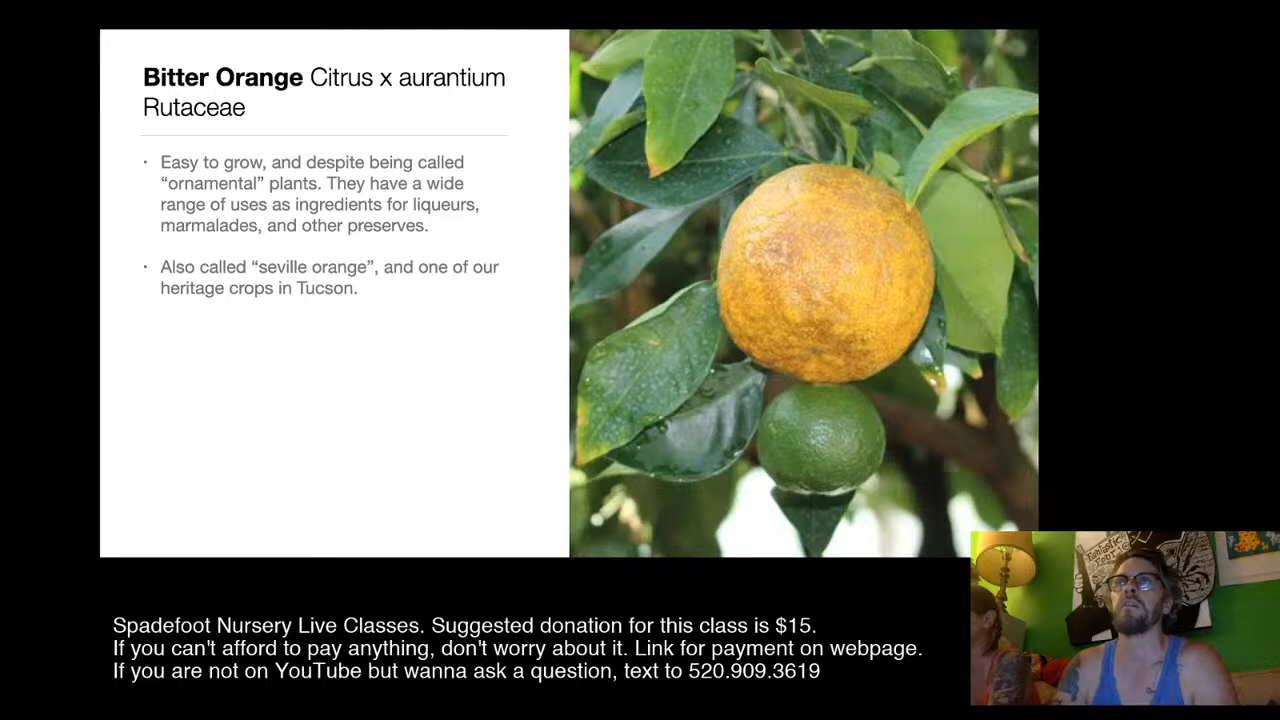 Bitter Orange Citrus x aurantium
Rutaceae
· Easy to grow, and despite being called
“ornamental” plants. They have a wide
range of uses as ingredients for liqueurs,
marmalades, and other preserves.
· Also called “seville orange”, and one of our
heritage crops in Tucson.
Spadefoot Nursery Live Classes. Suggested donation for this class is $15.
If you can't afford to pay anything, don't worry about it. Link for payment on webpage.
If you are not on YouTube but wanna ask a question, text to 520.909.3619